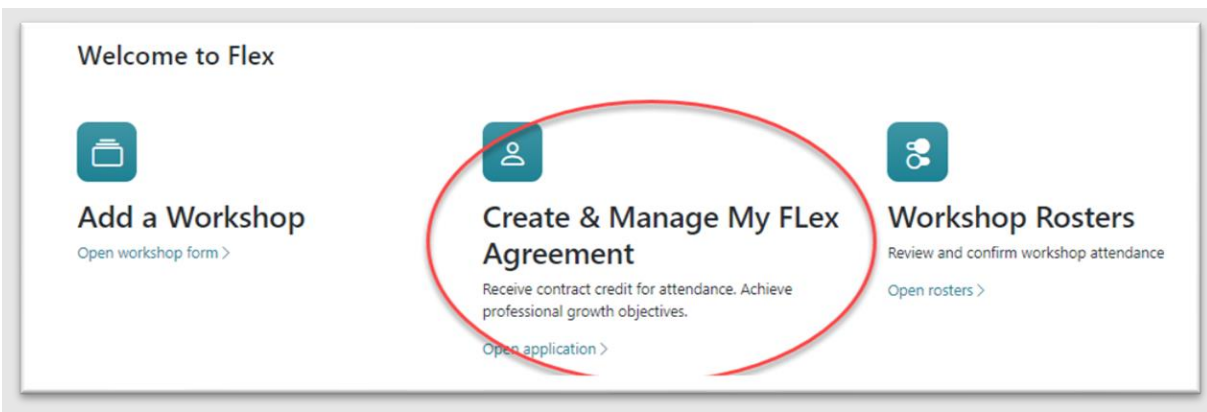 Welcome to Flex
Add a Workshop
Open workshop form >
Create & Manage My FLex
Agreement
Receive contract credit for attendance. Achieve
professional growth objectives.
Open application >
Workshop Rosters
Review and confirm workshop attendance
Open rosters >